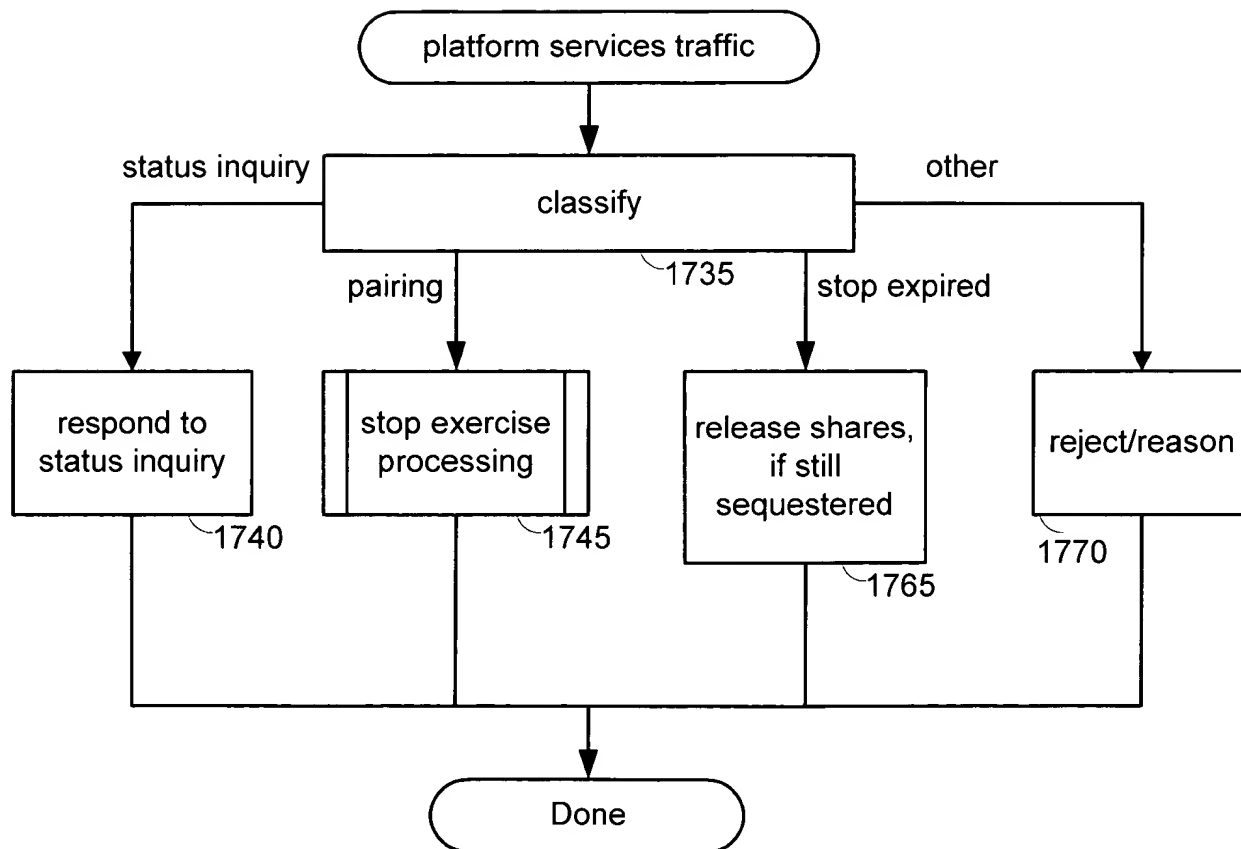 platform services traffic
status inquiry
other
classify
1735
pairing
stop expired
respond to
status inquiry
1740
stop exercise
processing
1745
release shares,
if still
sequestered
1765
reject/reason
1770
Done